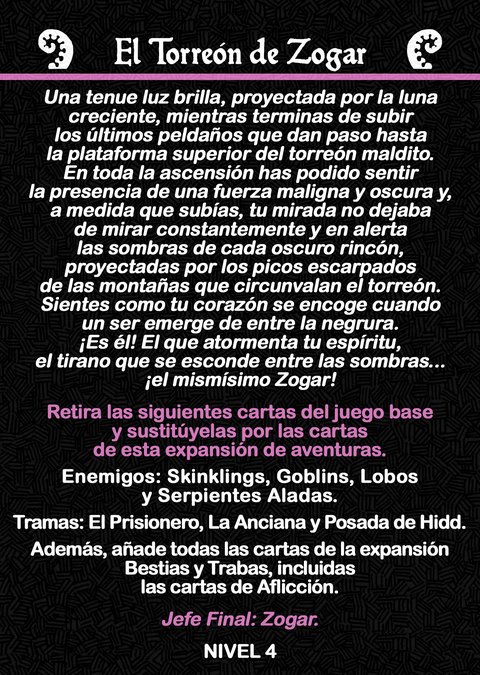 El Torreón de Zogar
Una tenue luz brilla, proyectada por la luna
creciente, mientras terminas de subir
los últimos peldaños que dan paso hasta
la plataforma superior del torreón maldito.
En toda la ascensión has podido sentir
la presencia de una fuerza maligna y oscura y,
a medida que subías, tu mirada no dejaba
de mirar constantemente y en alerta
las sombras de cada oscuro rincón,
proyectadas por los picos escarpados
de las montañas que circunvalan el torreón.
Sientes como tu corazón se encoge cuando
un ser emerge de entre la negrura.
¡Es él! El que atormenta tu espíritu,
el tirano que se esconde entre las sombras...
¡el mismísimo Zogar!
Retira las siguientes cartas del juego base
y sustitúyelas por las cartas
de esta expansión de aventuras.
Enemigos: Skinklings, Goblins, Lobos
y Serpientes Aladas.
Tramas: El Prisionero, La Anciana y Posada de Hidd.
Además, añade todas las cartas de la expansión
Bestias y Trabas, incluidas
las cartas de Aflicción.
Jefe Final: Zogar.
NIVEL 4